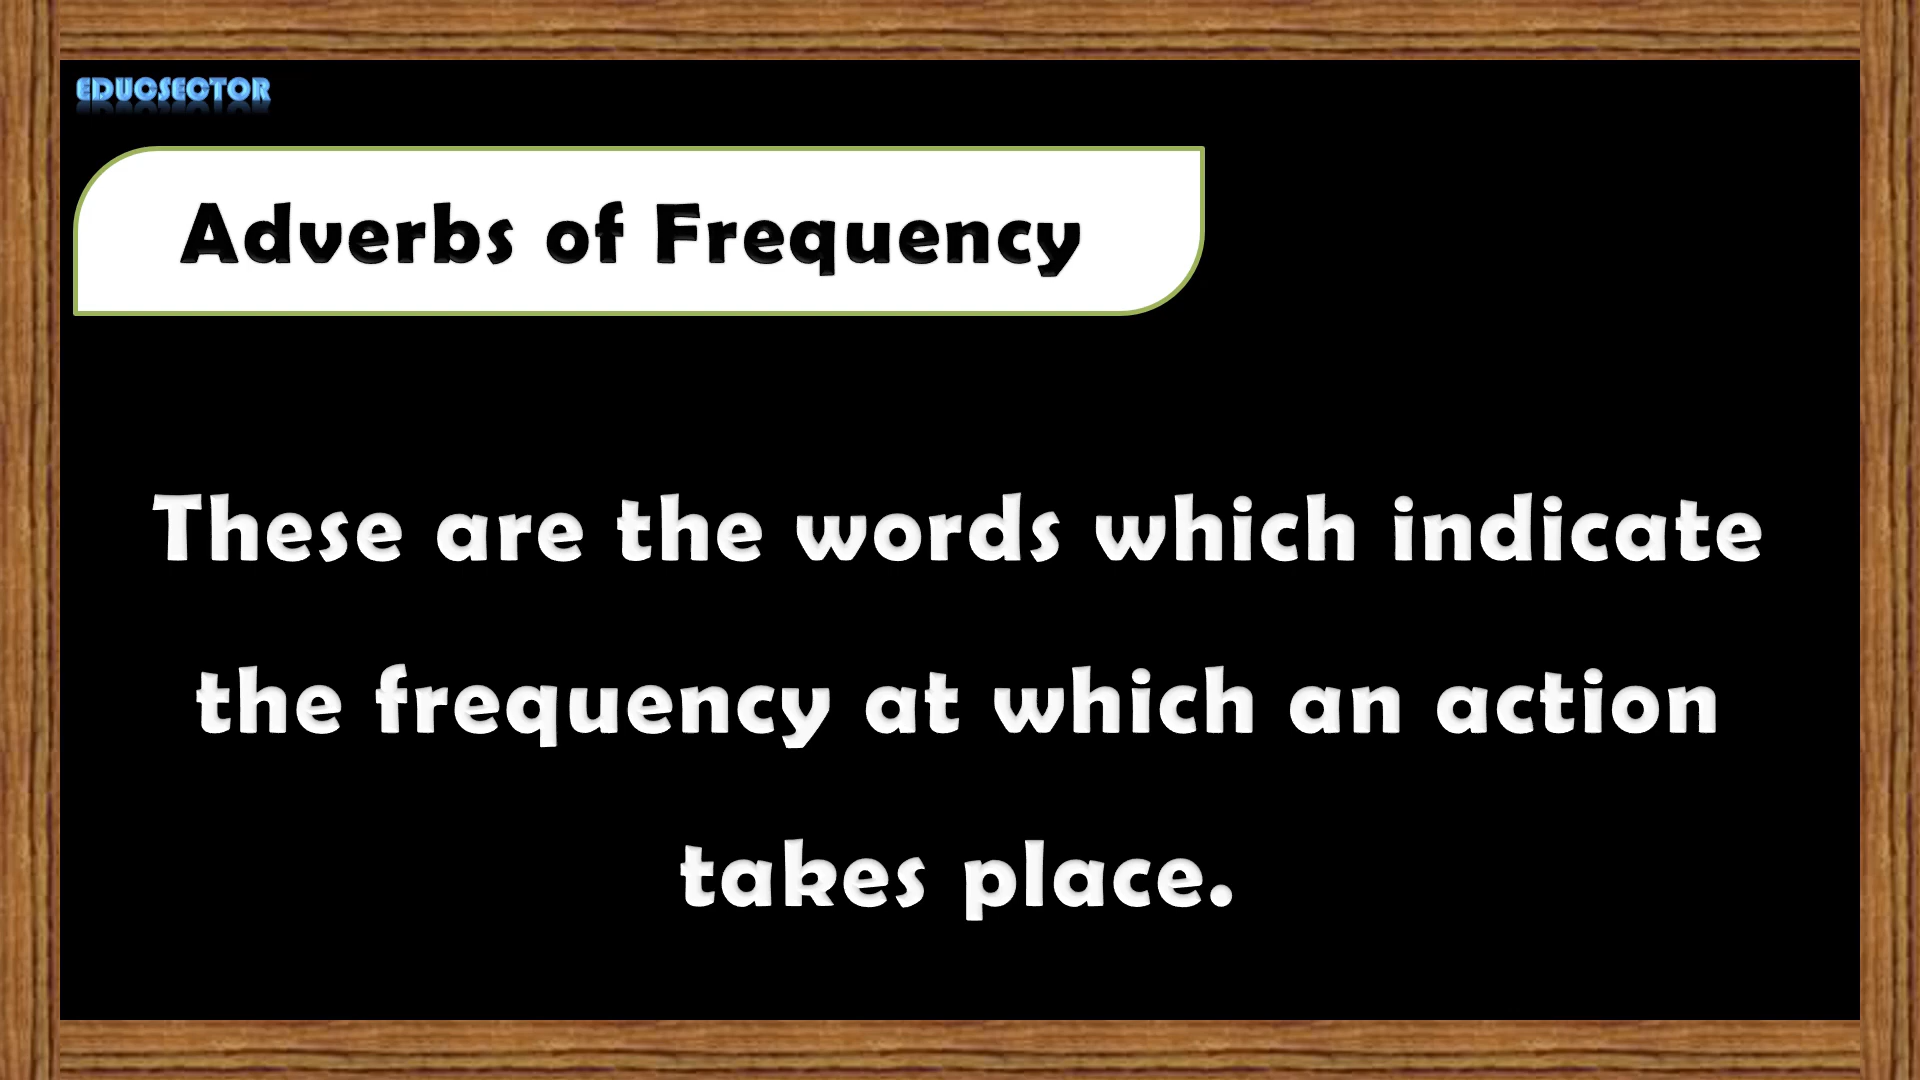 EDUCSECTOR
Adverbs of Frequency
These are the words which indicate
the frequency at which an action
takes place.